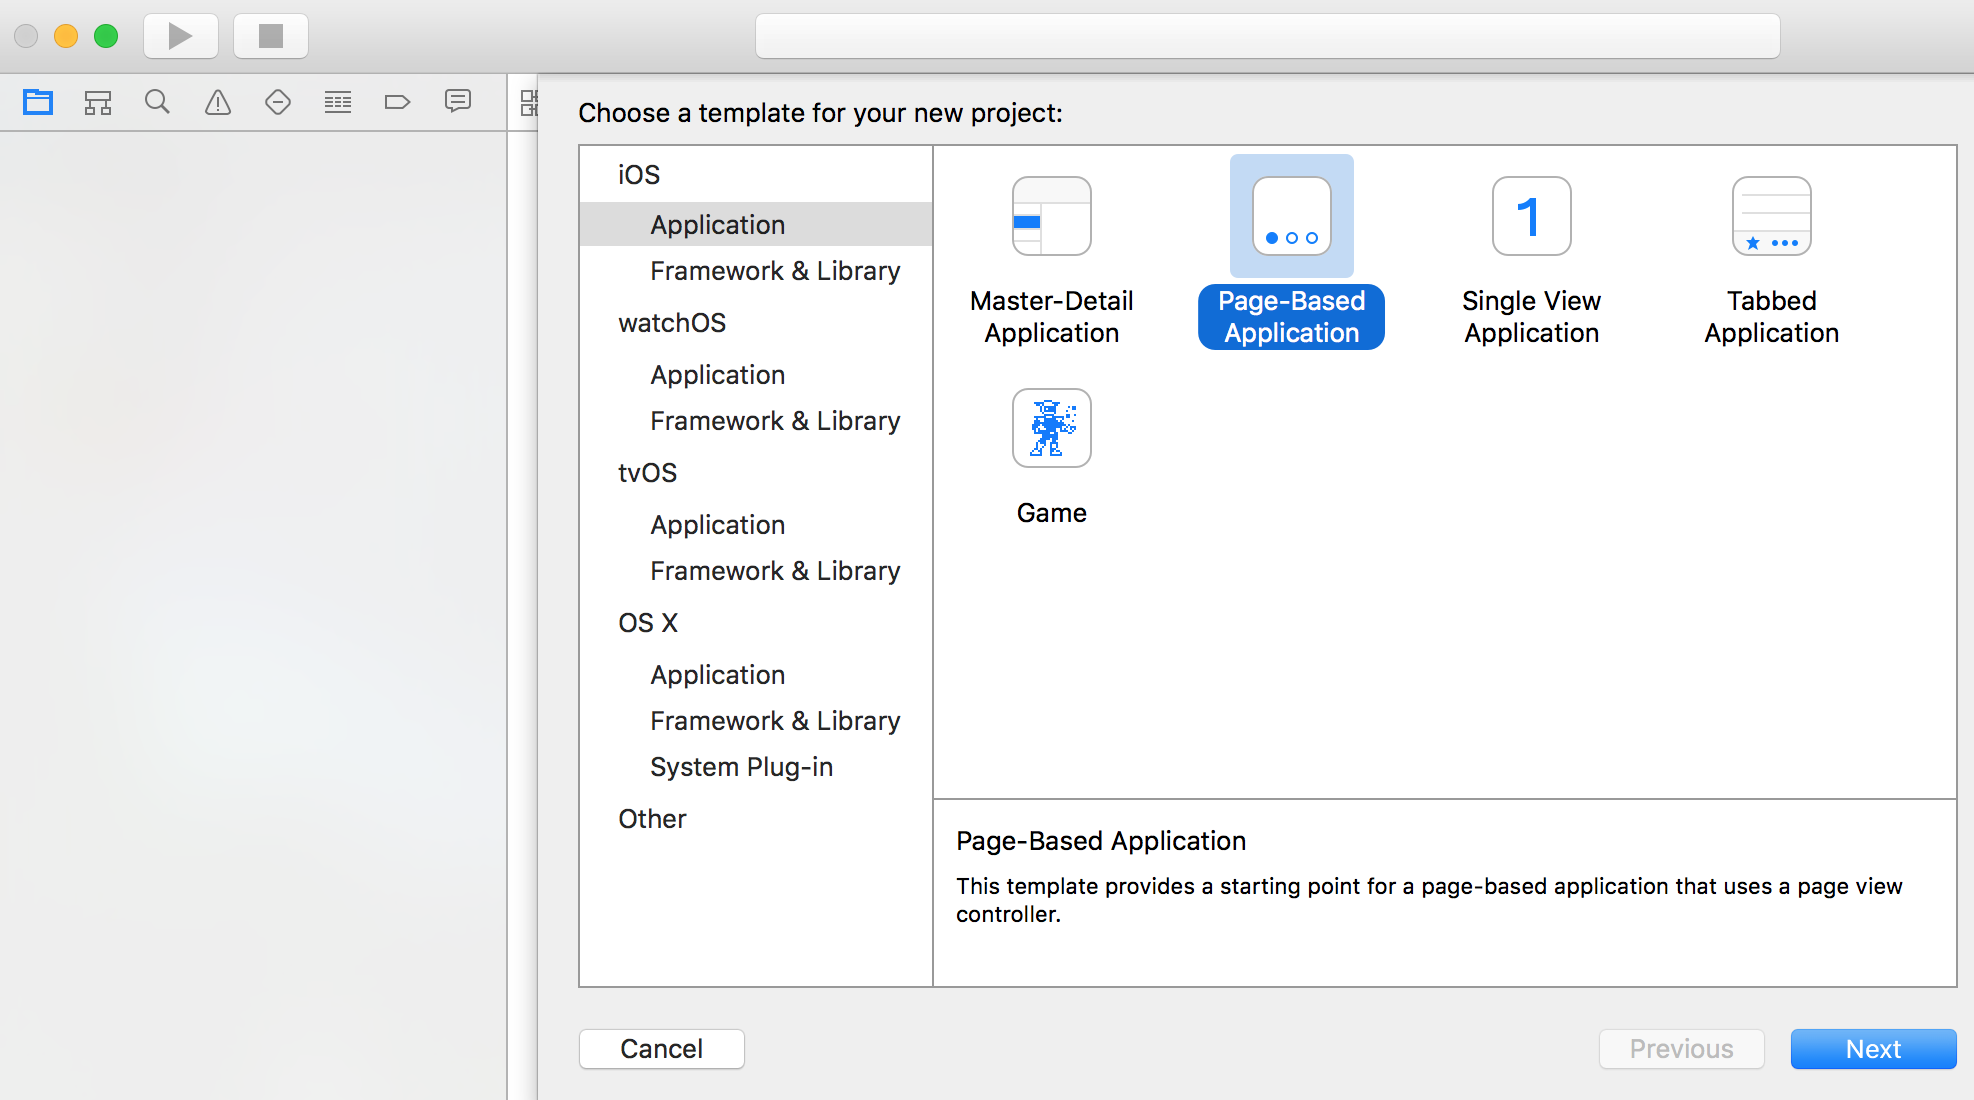 Choose a template for your new project:
iOS
Application
Framework & Library
watchOS
Application
Framework & Library
tvOS
Application
Framework & Library
OS X
Application
Framework & Library
System Plug-in
Other
Master-Detail
Application
Page-Based
Application
1
Single View
Application
Tabbed
Application
Game
Page-Based Application
This template provides a starting point for a page-based application that uses a page view
controller.
Cancel
Previous
Next